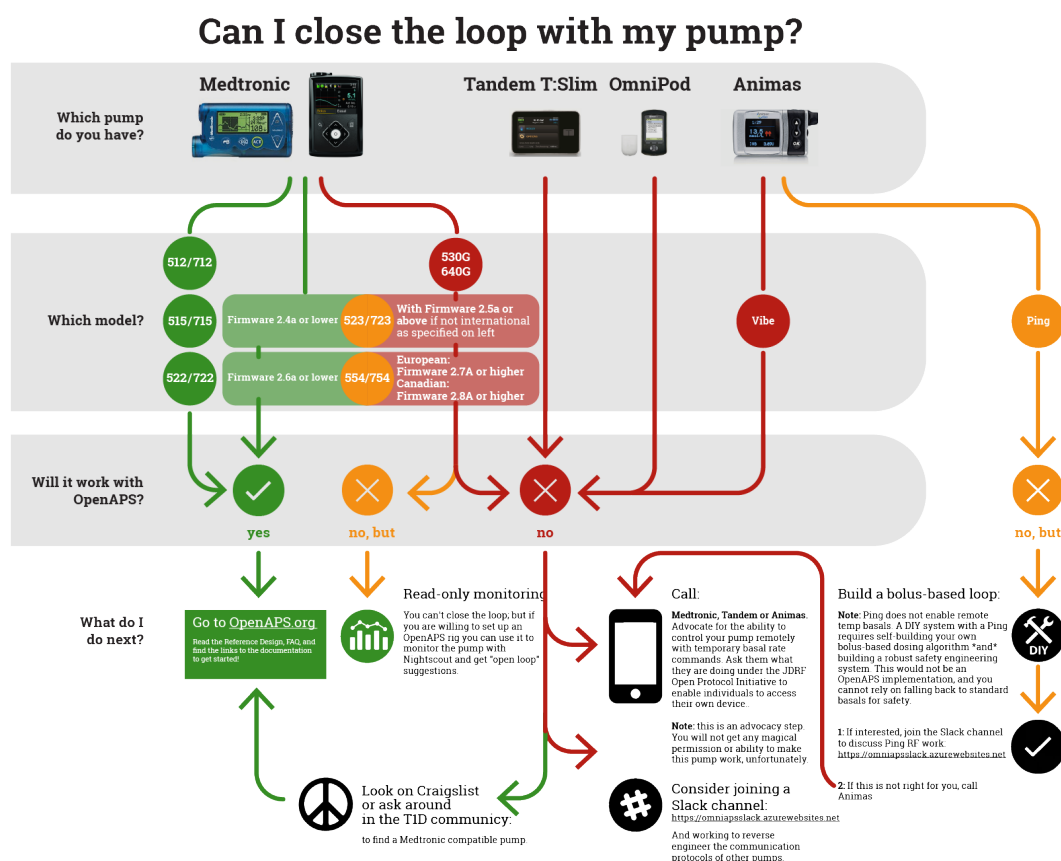 Can I close the loop with my pump?
Which pump
do you have?
Medtronic
Tandem T:Slim
OmniPod
Animas
Which model?
512/712
515/715
522/722
530G
640G
Firmware 2.4a or lower
523/723
With Firmware 2.5a or
above if not international
as specified on left
Firmware 2.6a or lower
554/754
European:
Firmware 2.7A or higher
Canadian:
Firmware 2.8A or higher
Vibe
Ping
Will it work with
OpenAPS?
yes
no, but
no
no, but
What do I
do next?
Go to OpenAPS.org
Read the Reference Design, FAQ, and
find the links to the documentation
to get started!
Read-only monitoring
You can't close the loop; but if
you are willing to set up an
OpenAPS rig you can use it to
monitor the pump with
Nightscout and get "open loop"
suggestions.
Call:
Medtronic, Tandem or Animas.
Advocate for the ability to
control your pump remotely
with temporary basal rate
commands. Ask them what
they are doing under the JDRF
Open Protocol Initiative to
enable individuals to access
their own device.
Note: this is an advocacy step.
You will not get any magical
permission or ability to make
this pump work, unfortunately.
Build a bolus-based loop:
Note: Ping does not enable remote
temp basals. A DIY system with a Ping
requires self-building your own
bolus-based dosing algorithm *and*
building a robust safety engineering
system. This would not be an
OpenAPS implementation, and you
cannot rely on falling back to standard
basals for safety.
DIY
1: If interested, join the Slack channel
to discuss Ping RF work:
https://omniapsslack.azurewebsites.net
2: If this is not right for you, call
Animas
Look on Craigslist
or ask around
in the T1D communicy:
to find a Medtronic compatible pump.
Consider joining a
Slack channel:
https://omniapsslack.azurewebsites.net
And working to reverse
engineer the communication
protocols of other pumps.